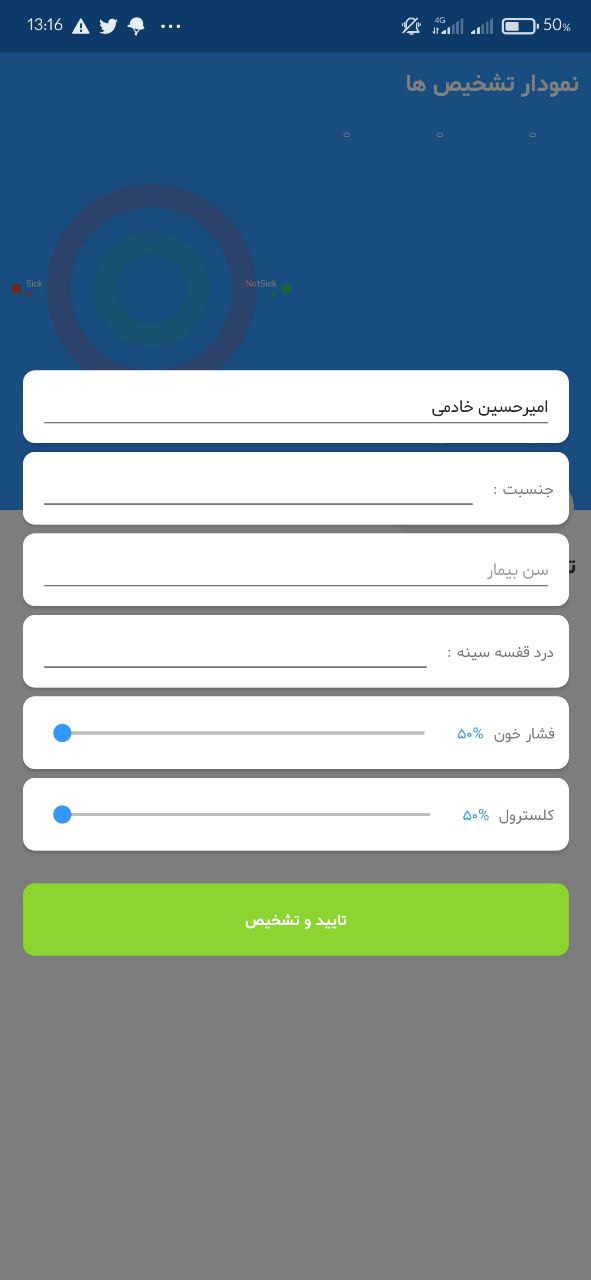 13:16 4G 50%
نمودار تشخیص ها
0 0 0
Sick NotSick
امیرحسین خادمی
جنسبت :
سن بیمار
درد قفسه سینه :
فشار خون ۵۰%
کلسترول ۵۰%
تایید و تشخیص